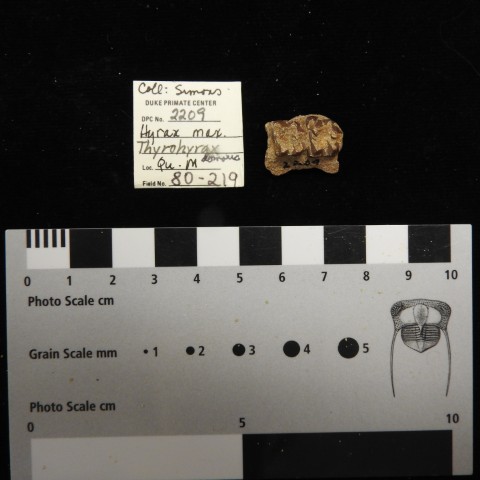 Coll: Simons
DUKE PRIMATE CENTER
DPC No. 2209
Hyrax max.
Thyrohyrax
domorictus
Loc. Qu. M
Field No. 80-219
2209
0 1 2 3 4 5 6 7 8 9 10
Photo Scale cm
Grain Scale mm 1 2 3 4 5
Photo Scale cm
0 5 10